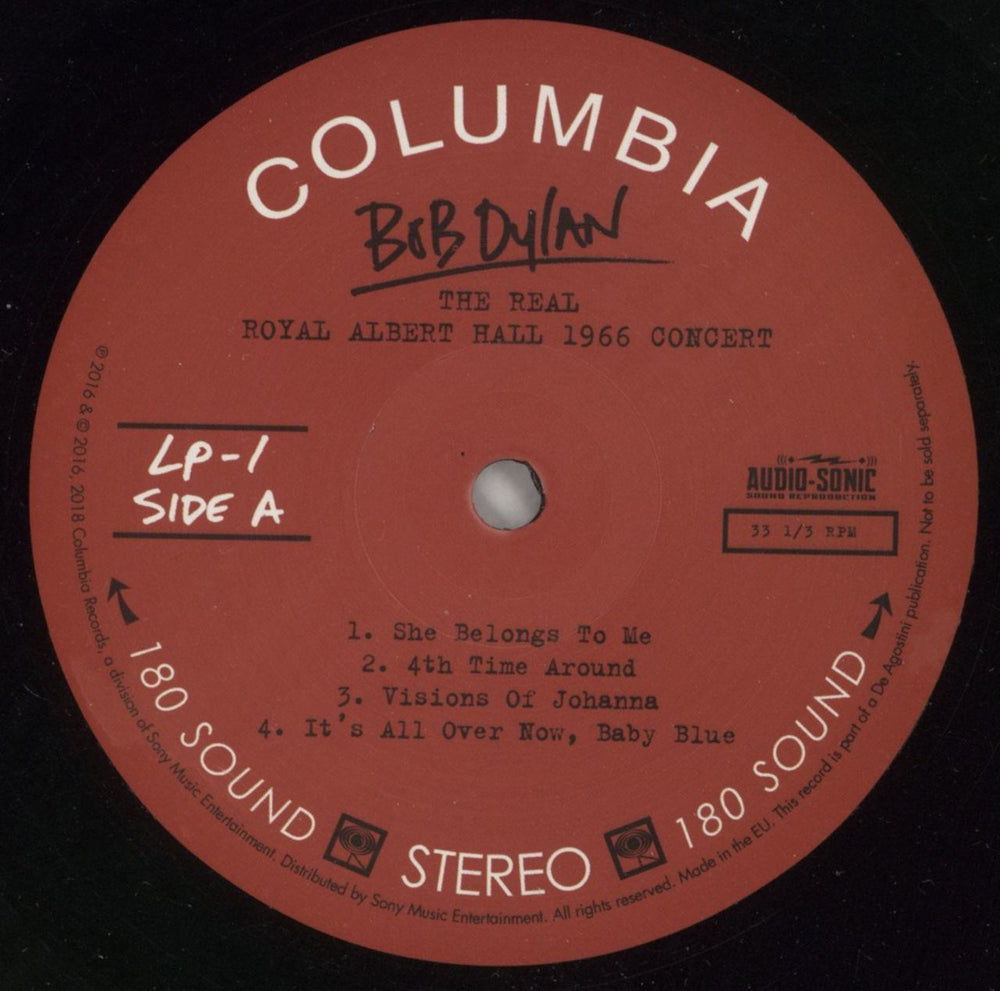 COLUMBIA
BOB DYLAN
THE REAL
ROYAL ALBERT HALL 1966 CONCERT
LP-1
SIDE A
AUDIO-SONIC
SOUND REPRODUCTION
33 1/3 RPM
1. She Belongs To Me
2. 4th Time Around
3. Visions Of Johanna
4. It's All Over Now, Baby Blue
180 SOUND
STEREO
180 SOUND
℗ 2016 & © 2016, 2018 Columbia Records, a division of Sony Music Entertainment. Distributed by Sony Music Entertainment. All rights reserved. Made in the EU. This record is part of a De Agostini publication. Not to be sold separately.